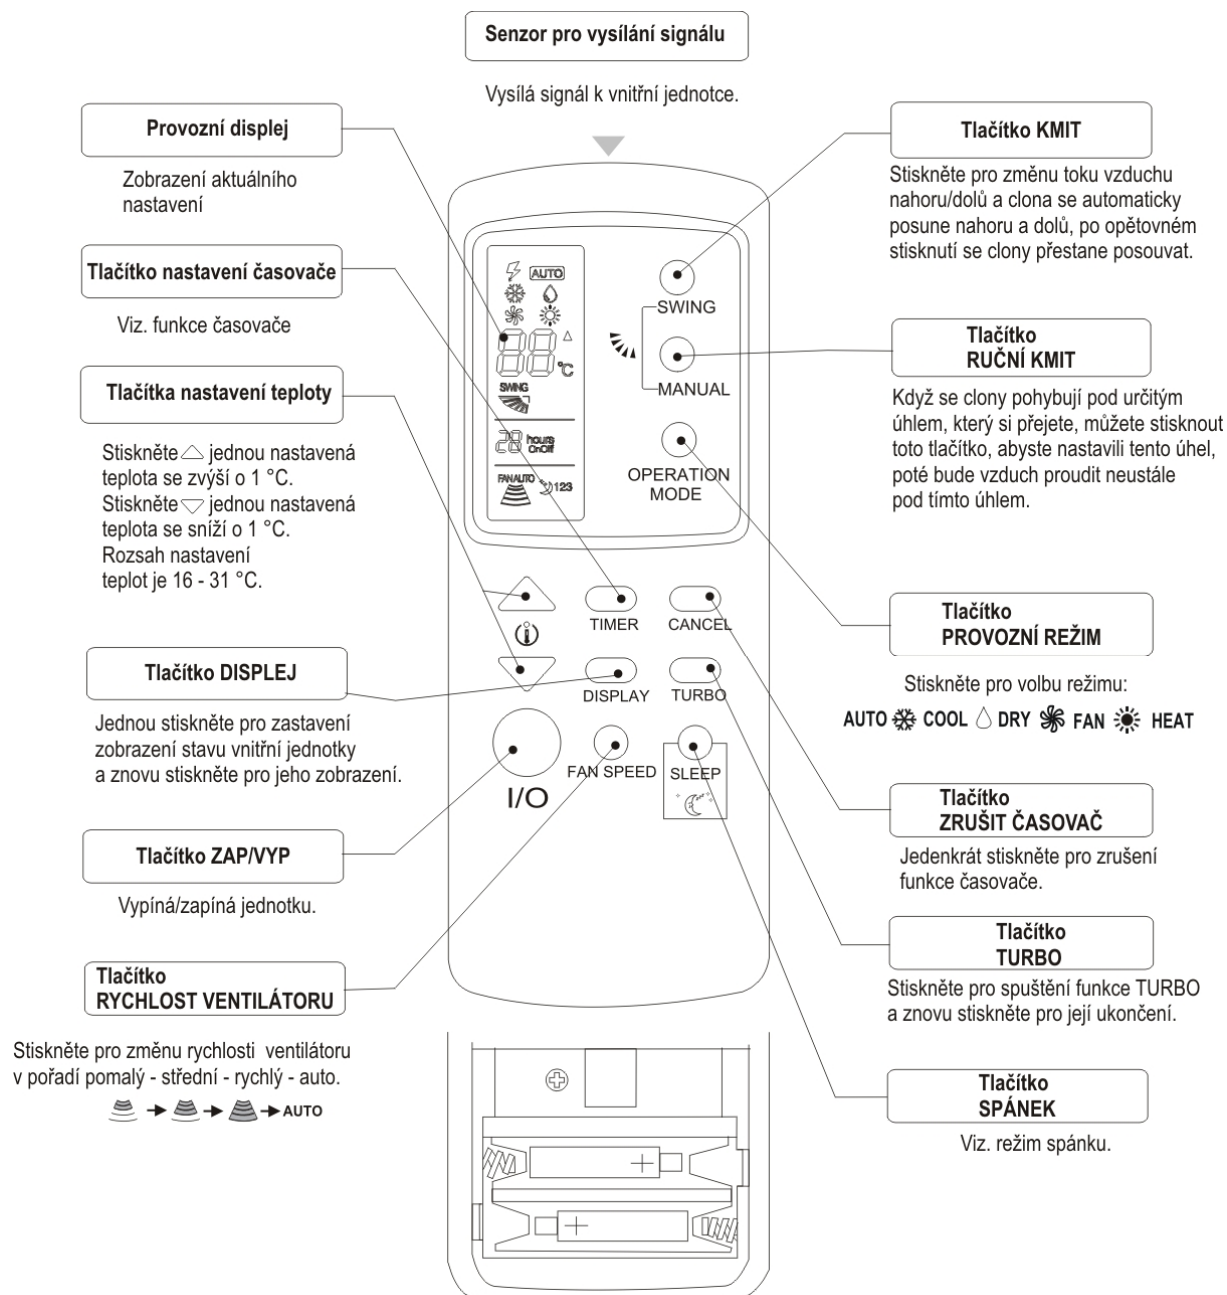 Senzor pro vysílání signálu
Vysílá signál k vnitřní jednotce.
Provozní displej
Zobrazení aktuálního
nastavení
Tlačítko nastavení časovače
Viz. funkce časovače
Tlačítka nastavení teploty
Stiskněte △ jednou nastavená
teplota se zvýší o 1 °C.
Stiskněte ▽ jednou nastavená
teplota se sníží o 1 °C.
Rozsah nastavení
teplot je 16 - 31 °C.
Tlačítko DISPLEJ
Jednou stiskněte pro zastavení
zobrazení stavu vnitřní jednotky
a znovu stiskněte pro jeho zobrazení.
Tlačítko ZAP/VYP
Vypíná/zapíná jednotku.
Tlačítko
RYCHLOST VENTILÁTORU
Stiskněte pro změnu rychlosti ventilátoru
v pořadí pomalý - střední - rychlý - auto.
AUTO
AUTO
88 °C
SWING
28 hours
OnOff
FAN AUTO 123
SWING
MANUAL
OPERATION
MODE
TIMER
CANCEL
DISPLAY
TURBO
I/O
FAN SPEED
SLEEP
+
+
Tlačítko KMIT
Stiskněte pro změnu toku vzduchu
nahoru/dolů a clona se automaticky
posune nahoru a dolů, po opětovném
stisknutí se clony přestane posouvat.
Tlačítko
RUČNÍ KMIT
Když se clony pohybují pod určitým
úhlem, který si přejete, můžete stisknout
toto tlačítko, abyste nastavili tento úhel,
poté bude vzduch proudit neustále
pod tímto úhlem.
Tlačítko
PROVOZNÍ REŽIM
Stiskněte pro volbu režimu:
AUTO COOL DRY FAN HEAT
Tlačítko
ZRUŠIT ČASOVAČ
Jedenkrát stiskněte pro zrušení
funkce časovače.
Tlačítko
TURBO
Stiskněte pro spuštění funkce TURBO
a znovu stiskněte pro její ukončení.
Tlačítko
SPÁNEK
Viz. režim spánku.